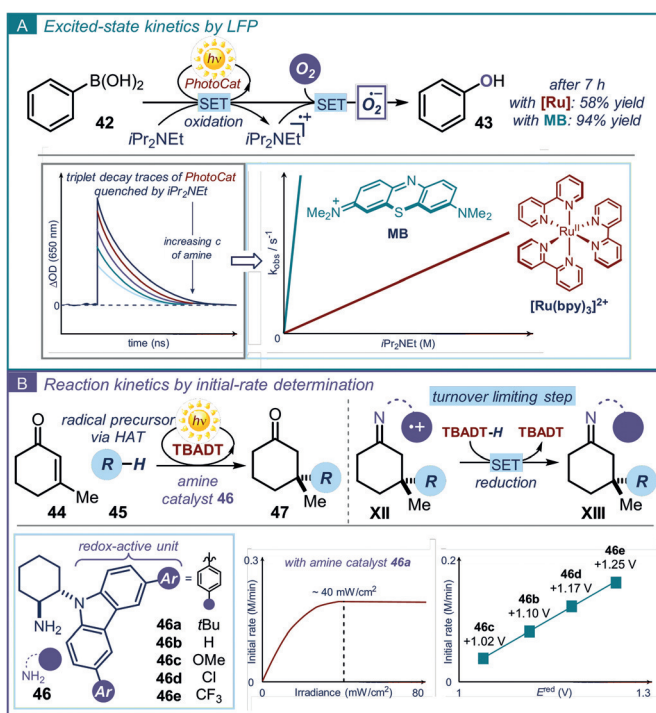 A Excited-state kinetics by LFP
B(OH)2
42
hν
PhotoCat
SET
oxidation
iPr2NEt
iPr2NEt •+
O2
SET
O2•−
OH
43
after 7 h
with [Ru]: 58% yield
with MB: 94% yield
triplet decay traces of PhotoCat
quenched by iPr2NEt
increasing c
of amine
ΔOD (650 nm)
0
time (ns)
kobs / s-1
0
iPr2NEt (M)
N
Me2N
+
S
NMe2
MB
N
N
N
RuII
N
N
N
[Ru(bpy)3]2+
B Reaction kinetics by initial-rate determination
O
Me
44
radical precursor
via HAT
R-H
45
hν
TBADT
amine
catalyst 46
O
R
Me
47
N
•+
R
Me
XII
turnover limiting step
TBADT-H
TBADT
SET
reduction
N
R
Me
XIII
redox-active unit
N
NH2
Ar
Ar
Ar =
NH2
46
46a tBu
46b H
46c OMe
46d Cl
46e CF3
with amine catalyst 46a
0.3
Initial rate (M/min)
0
~ 40 mW/cm2
Irradiance (mW/cm2)
80
0.2
Initial rate (M/min)
0
46c
+1.02 V
46b
+1.10 V
46d
+1.17 V
46e
+1.25 V
1
Ered (V)
1.3